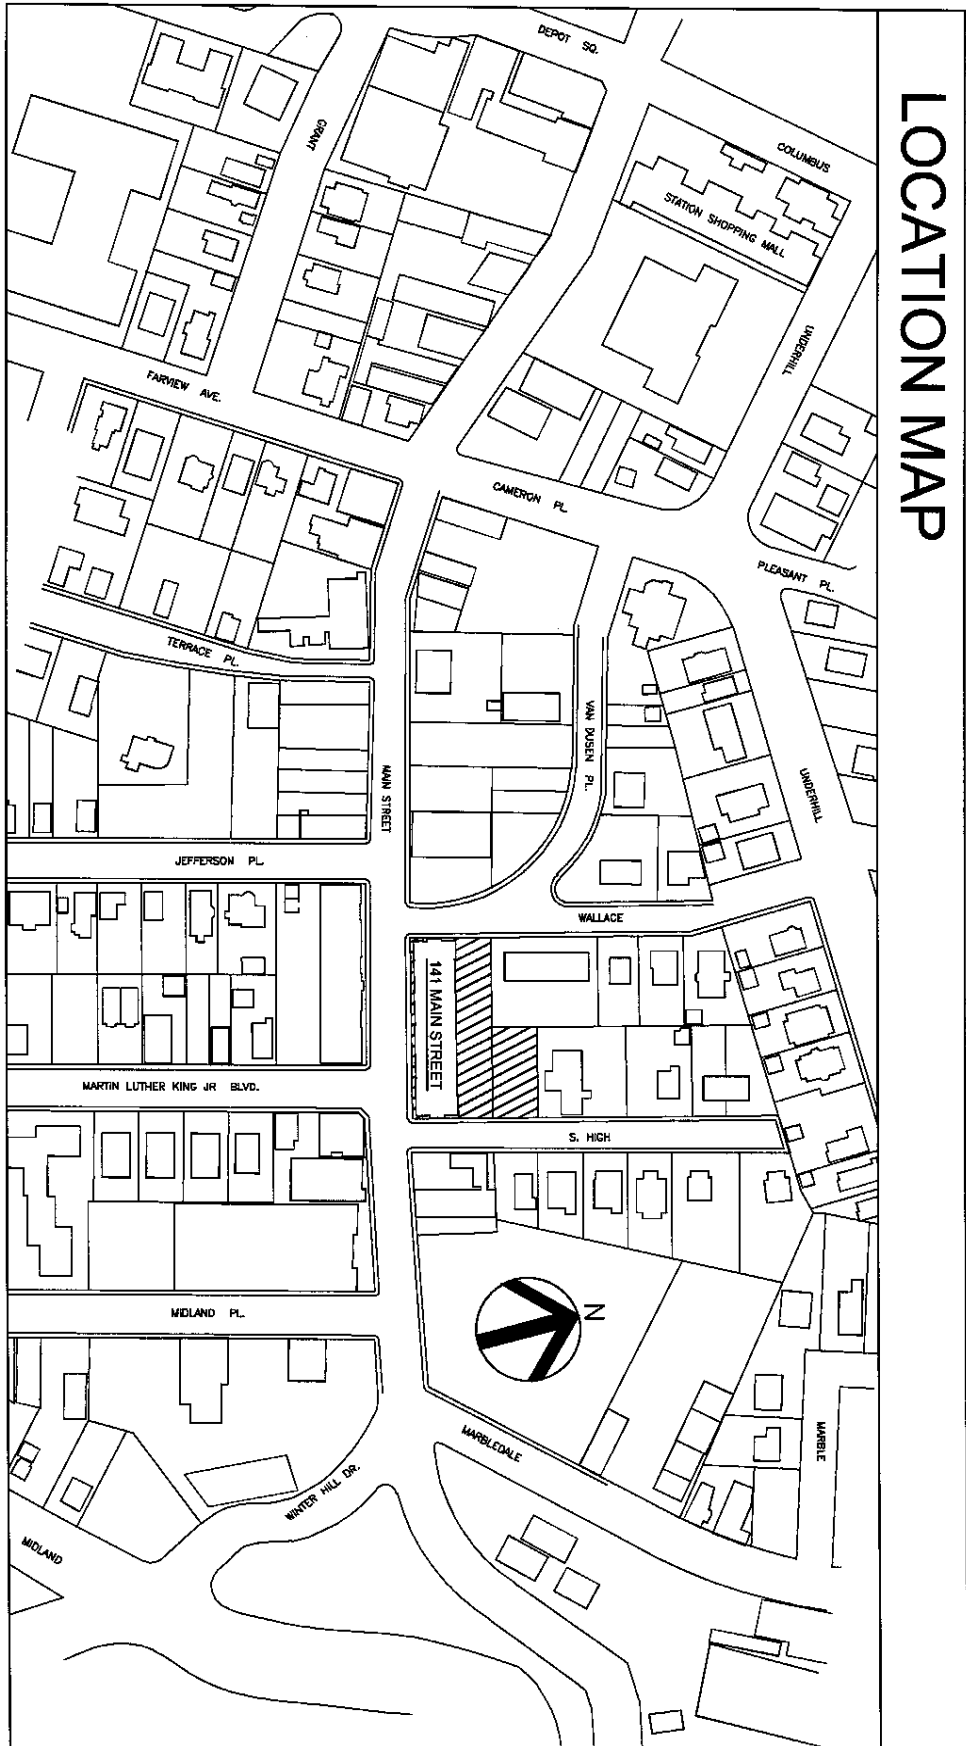 LOCATION MAP
DEPOT SQ.
COLUMBUS
GRANT
STATION SHOPPING MALL
UNDERHILL
FARVIEW AVE.
CAMERON PL.
PLEASANT PL.
TERRACE PL.
VAN DUSEN PL.
MAIN STREET
UNDERHILL
JEFFERSON PL.
WALLACE
141 MAIN STREET
MARTIN LUTHER KING JR BLVD.
S. HIGH
N
MIDLAND PL.
MARBLEDALE
MARBLE
WINTER HILL DR.
MIDLAND